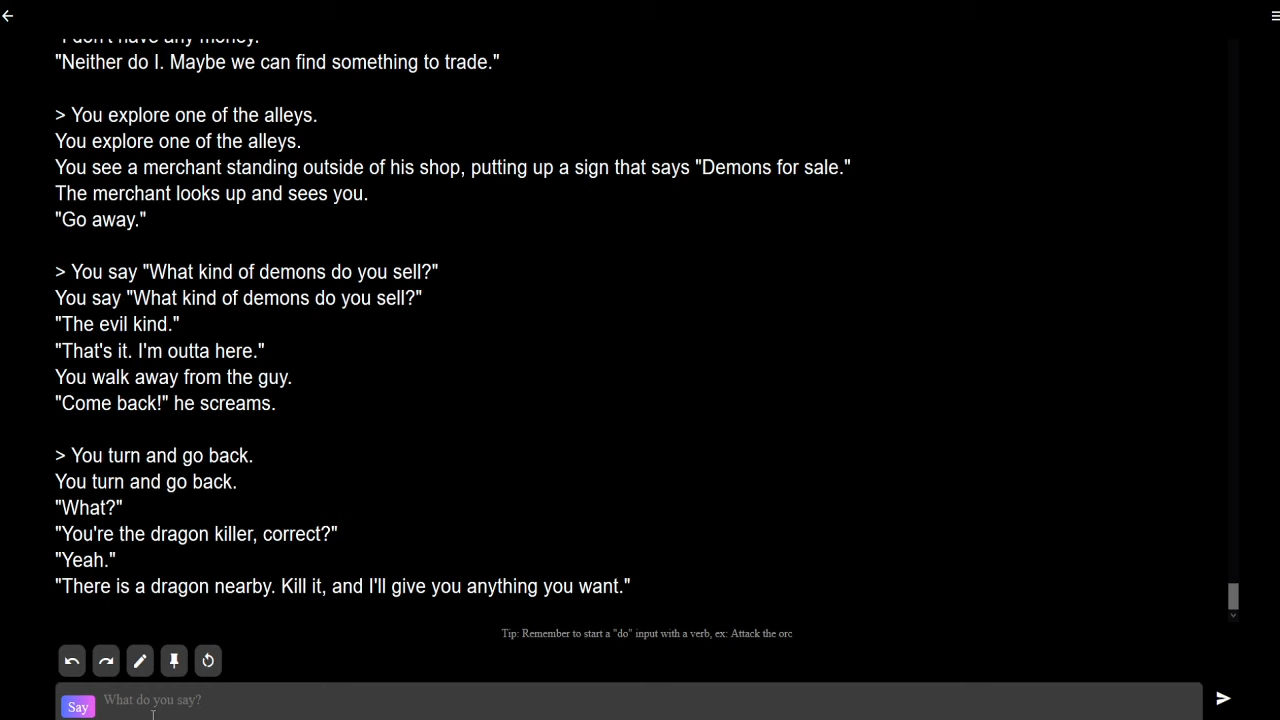 "I don't have any money."
"Neither do I. Maybe we can find something to trade."
> You explore one of the alleys.
You explore one of the alleys.
You see a merchant standing outside of his shop, putting up a sign that says "Demons for sale."
The merchant looks up and sees you.
"Go away."
> You say "What kind of demons do you sell?"
You say "What kind of demons do you sell?"
"The evil kind."
"That's it. I'm outta here."
You walk away from the guy.
"Come back!" he screams.
> You turn and go back.
You turn and go back.
"What?"
"You're the dragon killer, correct?"
"Yeah."
"There is a dragon nearby. Kill it, and I'll give you anything you want."
Tip: Remember to start a "do" input with a verb, ex: Attack the orc
Say What do you say?